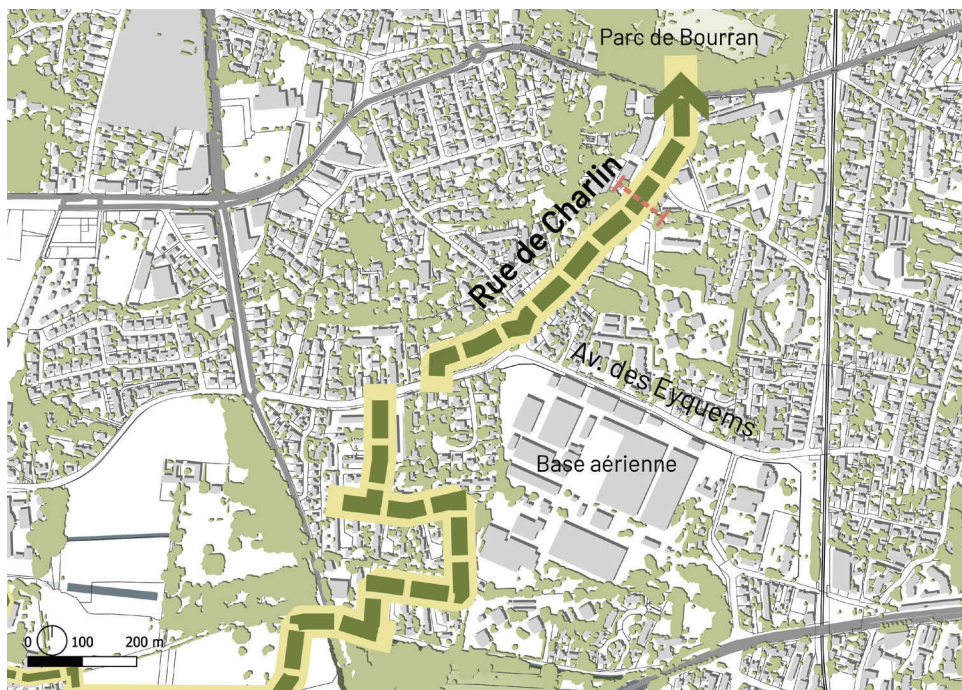 Parc de Bourran
Rue de Charlin
Av. des Eyquems
Base aérienne
0 100 200 m